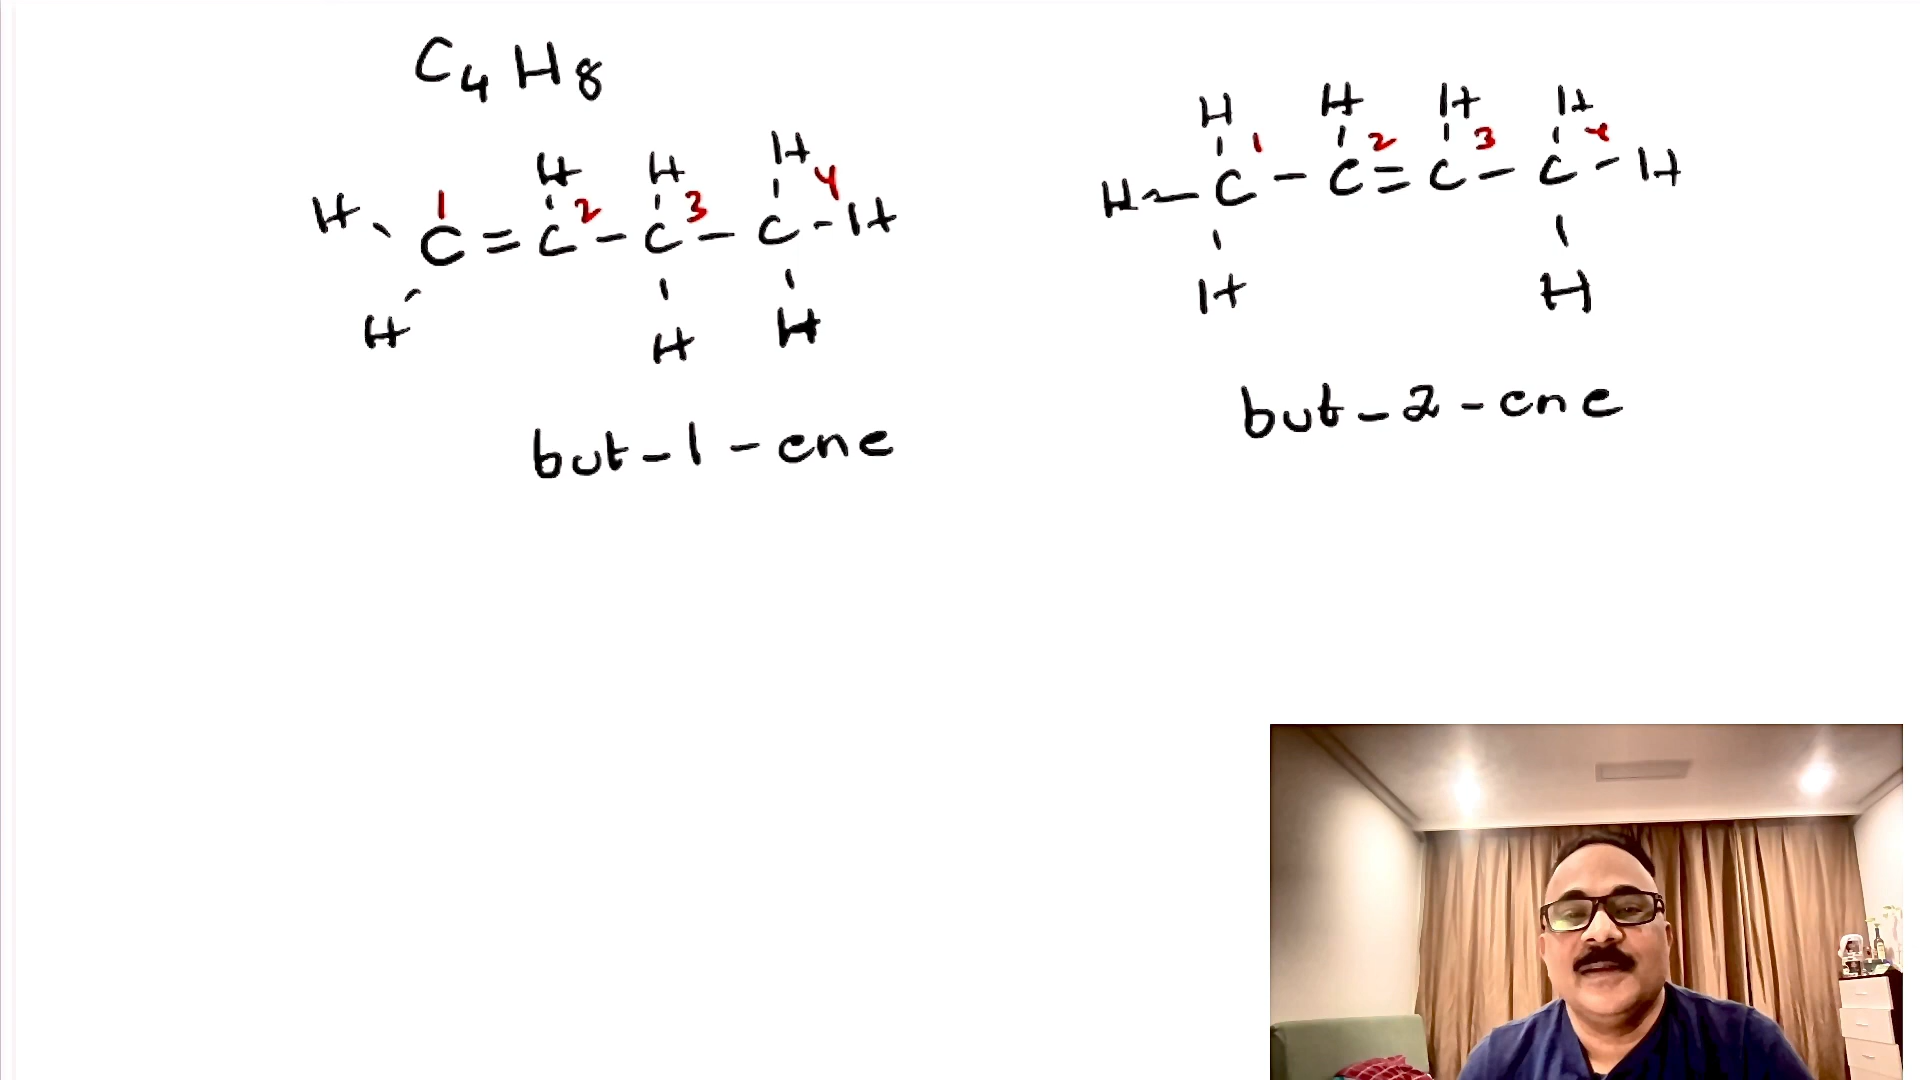 C4H8
H H H
H 1 2 3 4
C = C - C - C - H
H H H
but-1-ene
H H H H
1 2 3 4
H - C - C = C - C - H
H H
but-2-ene